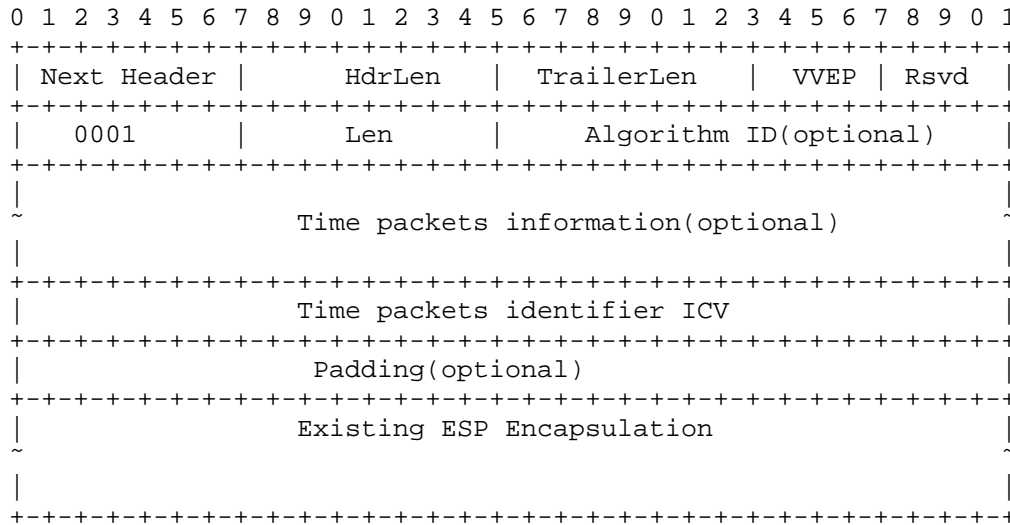 0 1 2 3 4 5 6 7 8 9 0 1 2 3 4 5 6 7 8 9 0 1 2 3 4 5 6 7 8 9 0 1
+-+-+-+-+-+-+-+-+-+-+-+-+-+-+-+-+-+-+-+-+-+-+-+-+-+-+-+-+-+-+-+
| Next Header | HdrLen | TrailerLen | VVEP | Rsvd |
+-+-+-+-+-+-+-+-+-+-+-+-+-+-+-+-+-+-+-+-+-+-+-+-+-+-+-+-+-+-+-+
| 0001 | Len | Algorithm ID(optional) |
+-+-+-+-+-+-+-+-+-+-+-+-+-+-+-+-+-+-+-+-+-+-+-+-+-+-+-+-+-+-+-+
| |
~ Time packets information(optional) ~
| |
+-+-+-+-+-+-+-+-+-+-+-+-+-+-+-+-+-+-+-+-+-+-+-+-+-+-+-+-+-+-+-+
| Time packets identifier ICV |
+-+-+-+-+-+-+-+-+-+-+-+-+-+-+-+-+-+-+-+-+-+-+-+-+-+-+-+-+-+-+-+
| Padding(optional) |
+-+-+-+-+-+-+-+-+-+-+-+-+-+-+-+-+-+-+-+-+-+-+-+-+-+-+-+-+-+-+-+
| Existing ESP Encapsulation |
~ ~
| |
+-+-+-+-+-+-+-+-+-+-+-+-+-+-+-+-+-+-+-+-+-+-+-+-+-+-+-+-+-+-+-+